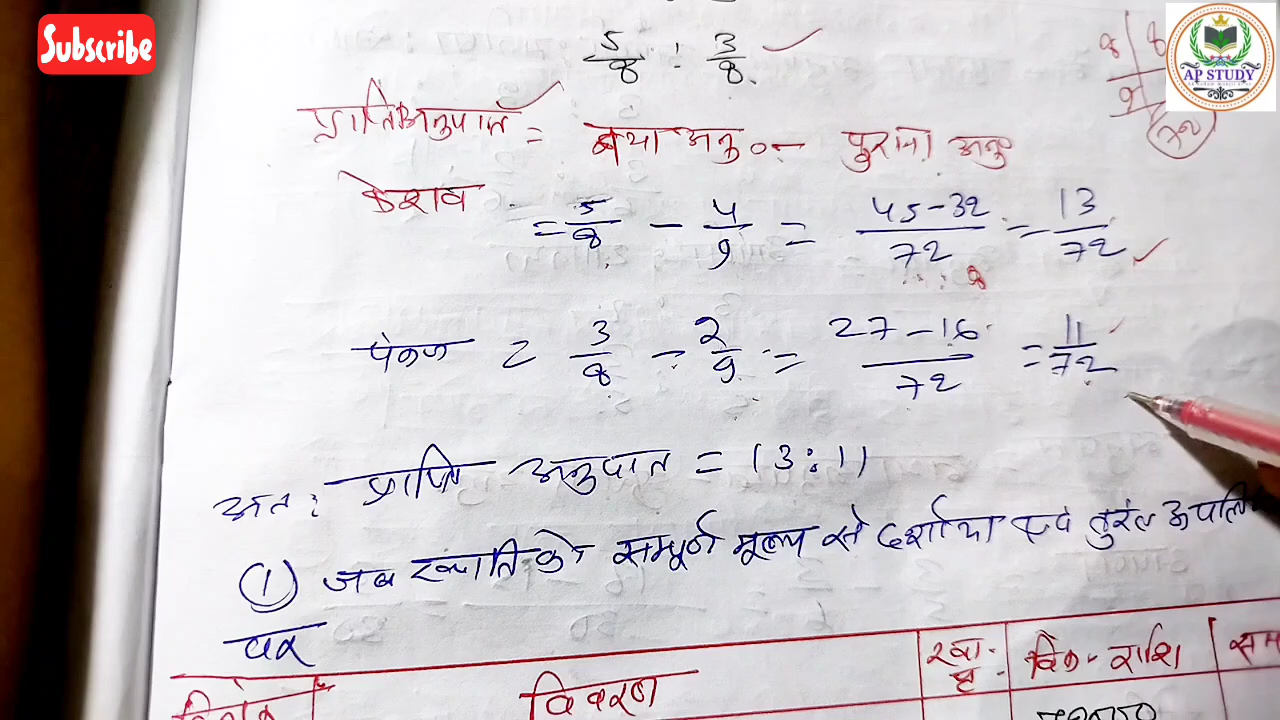 Subscribe
5/8 : 3/8
AP STUDY
प्राप्ति अनुपात = नया अनु० - पुराना अनु
केशव = 5/8 - 4/9 = 45-32/72 = 13/72
8
पंकज = 3/8 - 2/9 = 27-16/72 = 11/72
अतः प्राप्ति अनुपात = 13:11
(1) जब ख्याति को सम्पूर्ण मूल्य से दर्शाया एवं तुरंत
पर
विवरण खा. पृ. विक- राशि